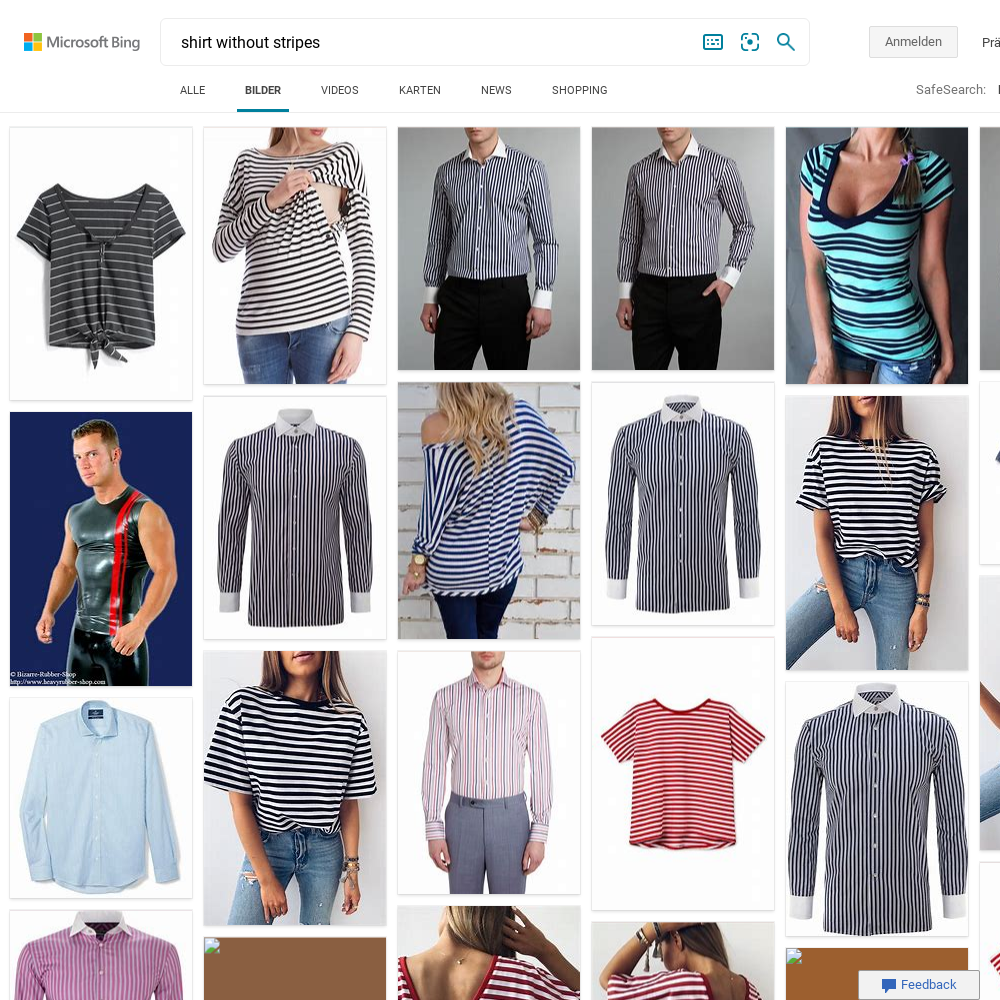 Microsoft Bing
shirt without stripes
Anmelden
Prä
ALLE
BILDER
VIDEOS
KARTEN
NEWS
SHOPPING
SafeSearch:
© Bizarre-Rubber-Shop
http://www.heavyrubber-shop.com
Feedback